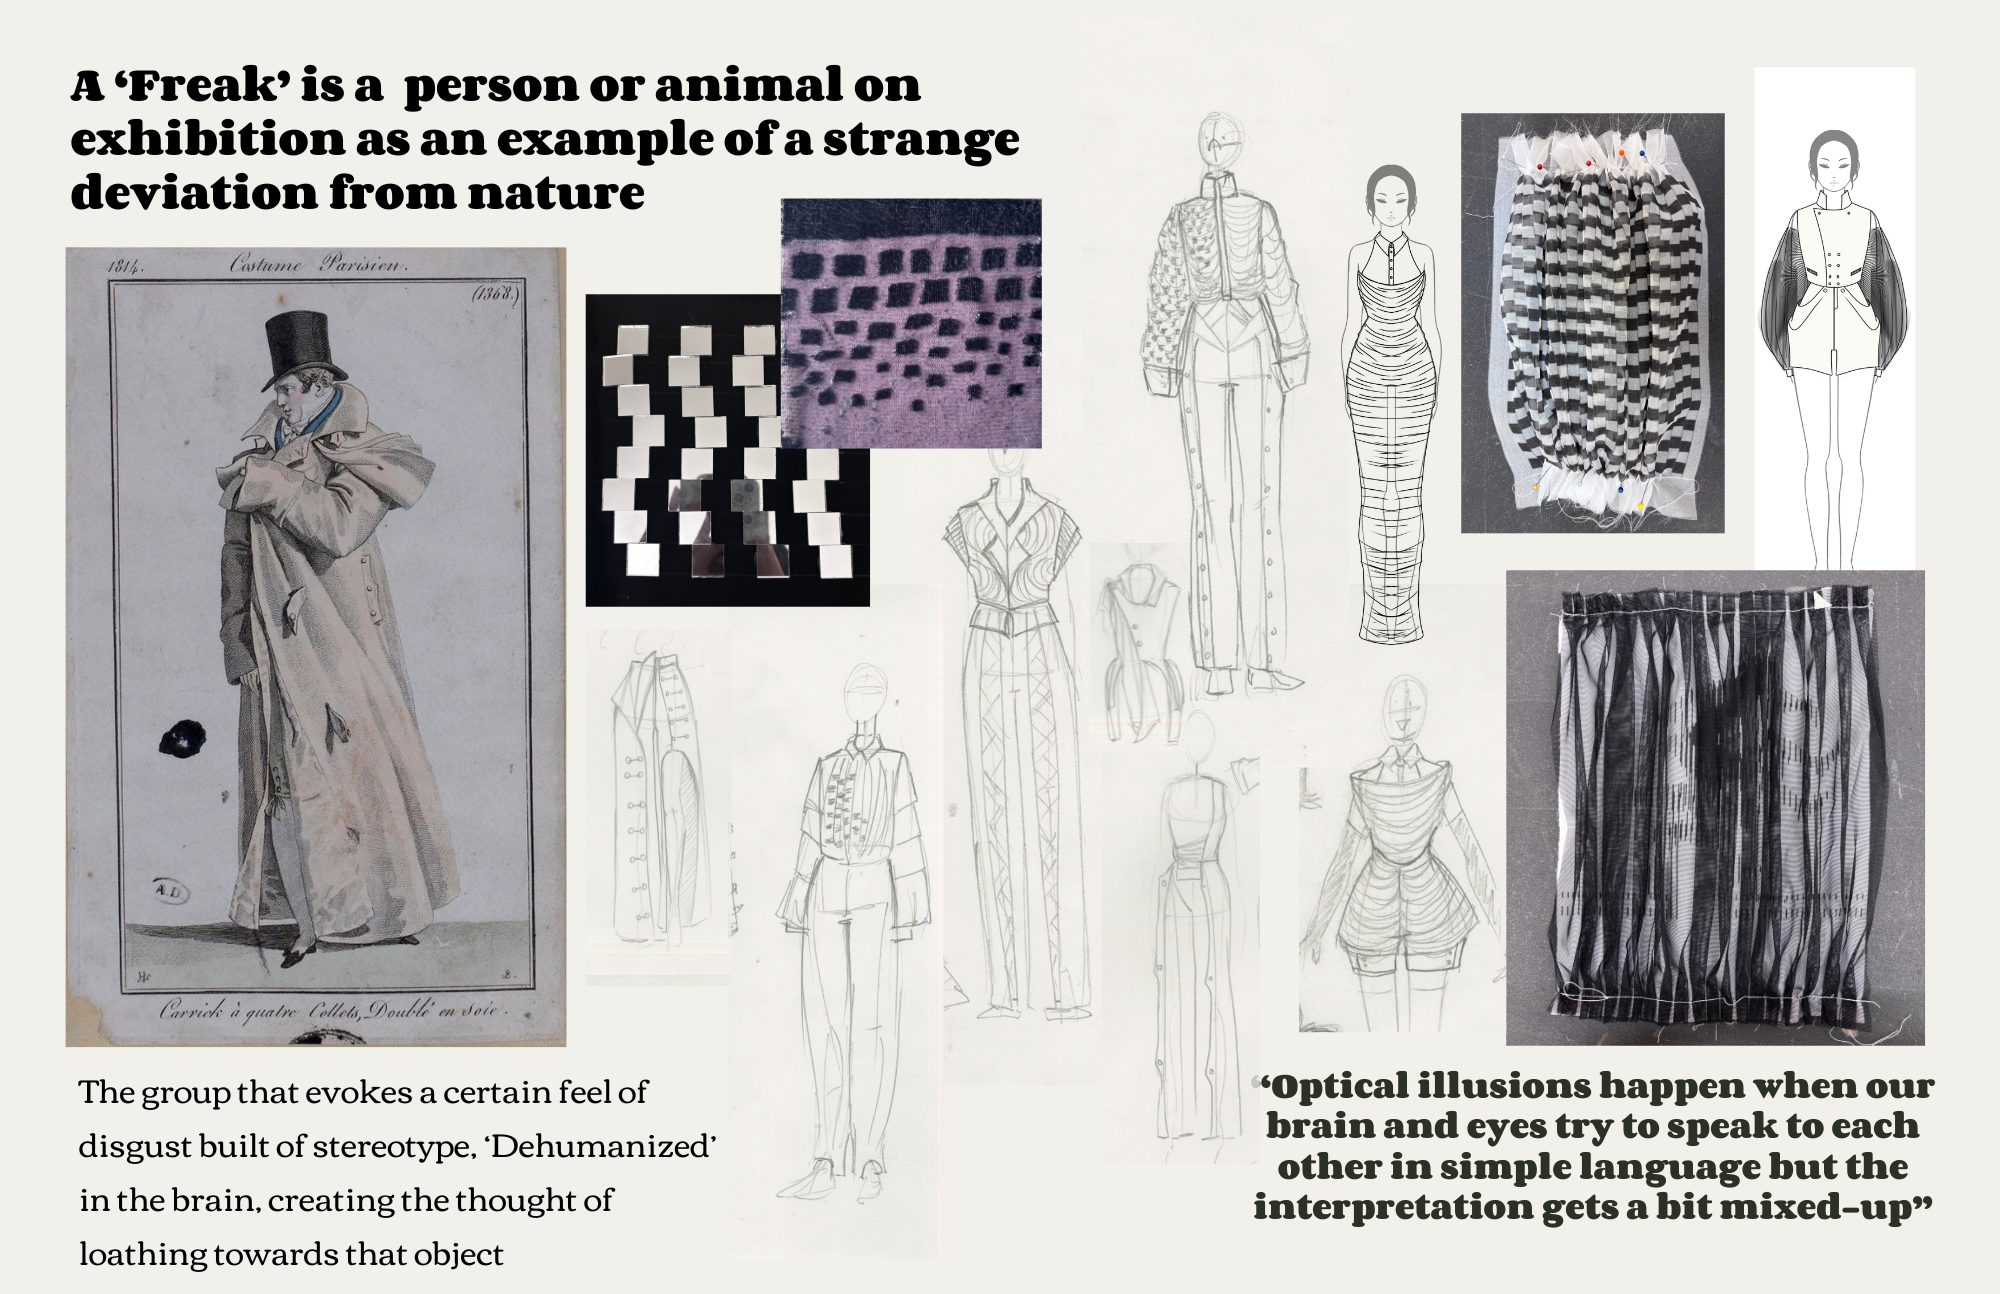 A ‘Freak’ is a person or animal on
exhibition as an example of a strange
deviation from nature
1814.
Costume Parisien.
(1368.)
A D
B.
Carrick à quatre Collets, Doublé en soie.
The group that evokes a certain feel of
disgust built of stereotype, ‘Dehumanized’
in the brain, creating the thought of
loathing towards that object
“Optical illusions happen when our
brain and eyes try to speak to each
other in simple language but the
interpretation gets a bit mixed-up”